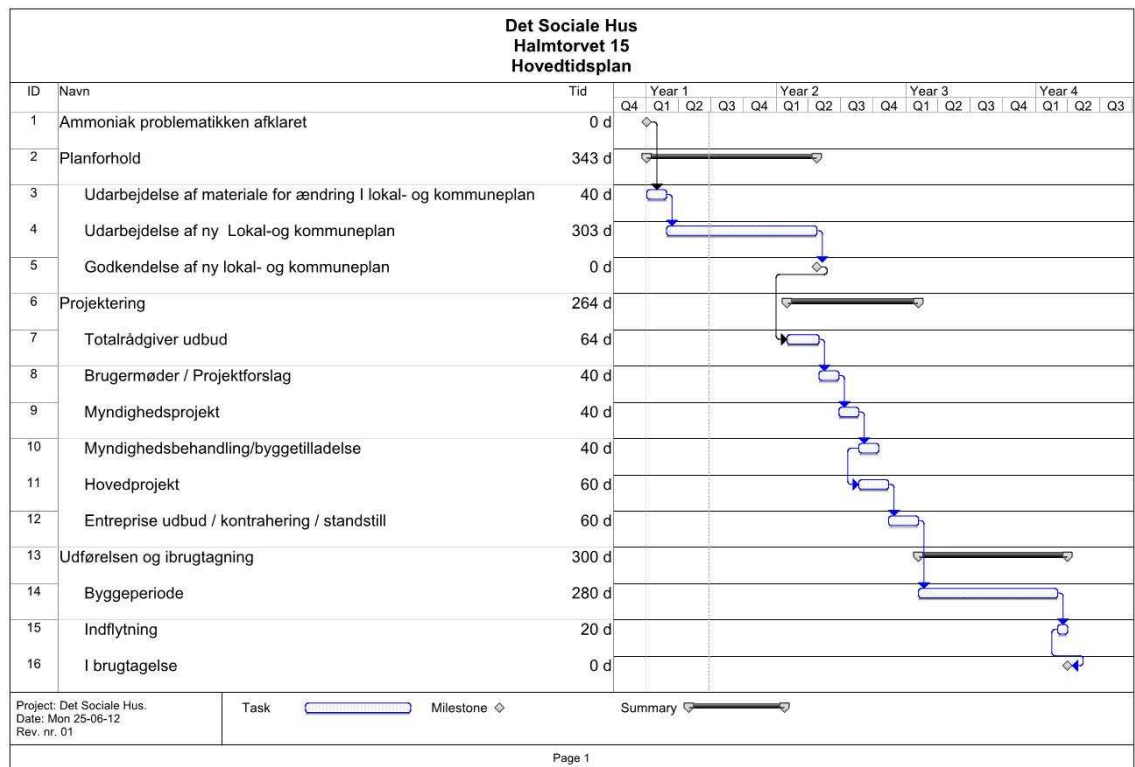 Det Sociale Hus
Halmtorvet 15
Hovedtidsplan
ID Navn Tid Year 1 Year 2 Year 3 Year 4
Q4 Q1 Q2 Q3 Q4 Q1 Q2 Q3 Q4 Q1 Q2 Q3 Q4 Q1 Q2 Q3
1 Ammoniak problematikken afklaret 0 d
2 Planforhold 343 d
3 Udarbejdelse af materiale for ændring I lokal- og kommuneplan 40 d
4 Udarbejdelse af ny Lokal-og kommuneplan 303 d
5 Godkendelse af ny lokal- og kommuneplan 0 d
6 Projektering 264 d
7 Totalrådgiver udbud 64 d
8 Brugermøder / Projektforslag 40 d
9 Myndighedsprojekt 40 d
10 Myndighedsbehandling/byggetilladelse 40 d
11 Hovedprojekt 60 d
12 Entreprise udbud / kontrahering / standstill 60 d
13 Udførelsen og ibrugtagning 300 d
14 Byggeperiode 280 d
15 Indflytning 20 d
16 I brugtagelse 0 d
Project: Det Sociale Hus.
Date: Mon 25-06-12
Rev. nr. 01
Task Milestone Summary
Page 1